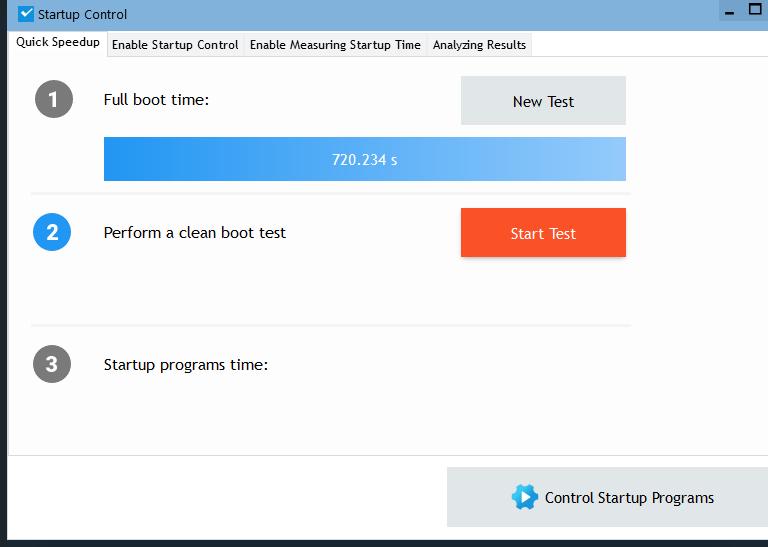 Startup Control
Quick Speedup Enable Startup Control Enable Measuring Startup Time Analyzing Results
1 Full boot time: New Test
720.234 s
2 Perform a clean boot test Start Test
3 Startup programs time:
Control Startup Programs